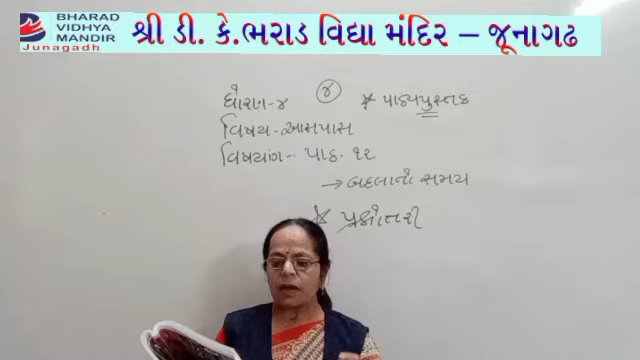 BHARAD
VIDHYA
MANDIR
Junagadh
શ્રી ડી. કે.ભરાડ વિદ્યા મંદિર – જૂનાગઢ
૪
ધોરણ-૪
* પાઠ્યપુસ્તક
વિષય-આસપાસ
વિષયાંગ-- પાઠ-૧૨
→ બદલાતો સમય
* પ્રશ્નોતરી